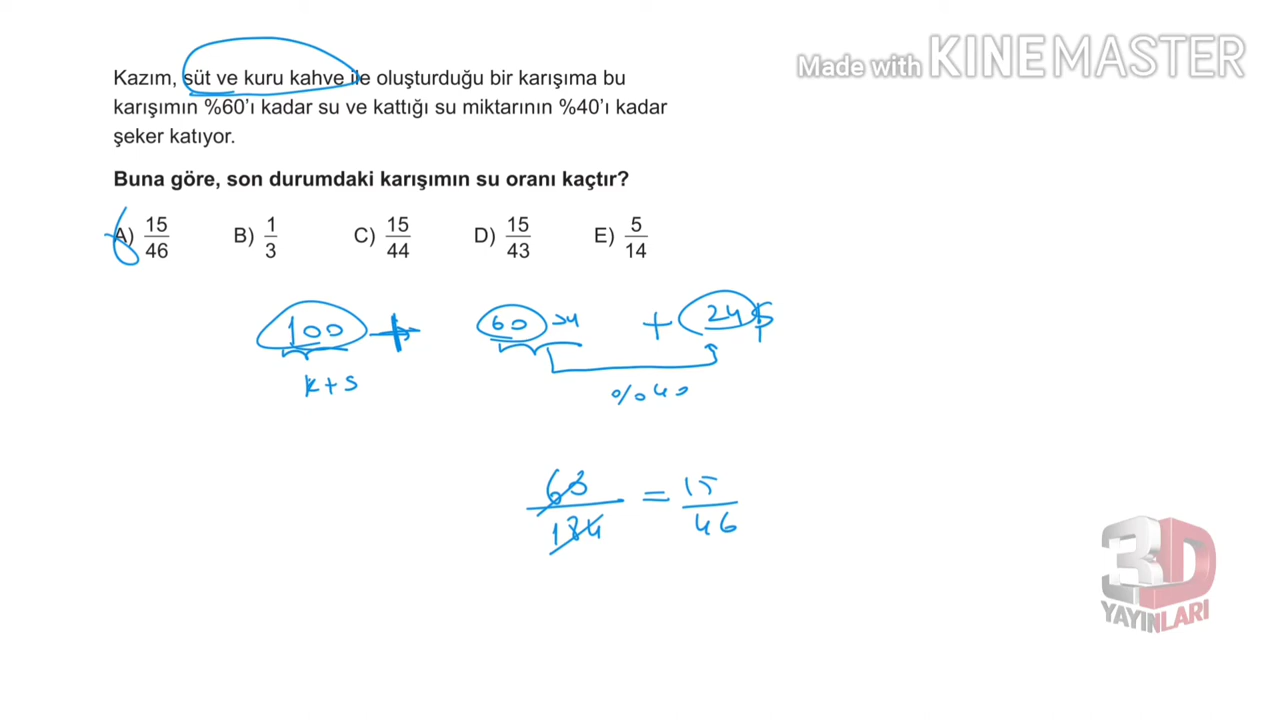 Made with KINEMASTER
Kazım, süt ve kuru kahve ile oluşturduğu bir karışıma bu
karışımın %60'ı kadar su ve kattığı su miktarının %40'ı kadar
şeker katıyor.
Buna göre, son durumdaki karışımın su oranı kaçtır?
A) 15/46 B) 1/3 C) 15/44 D) 15/43 E) 5/14
100 + 60 su + 24 ş
k+s
%40
60/184 = 15/46
3D
YAYINLARI